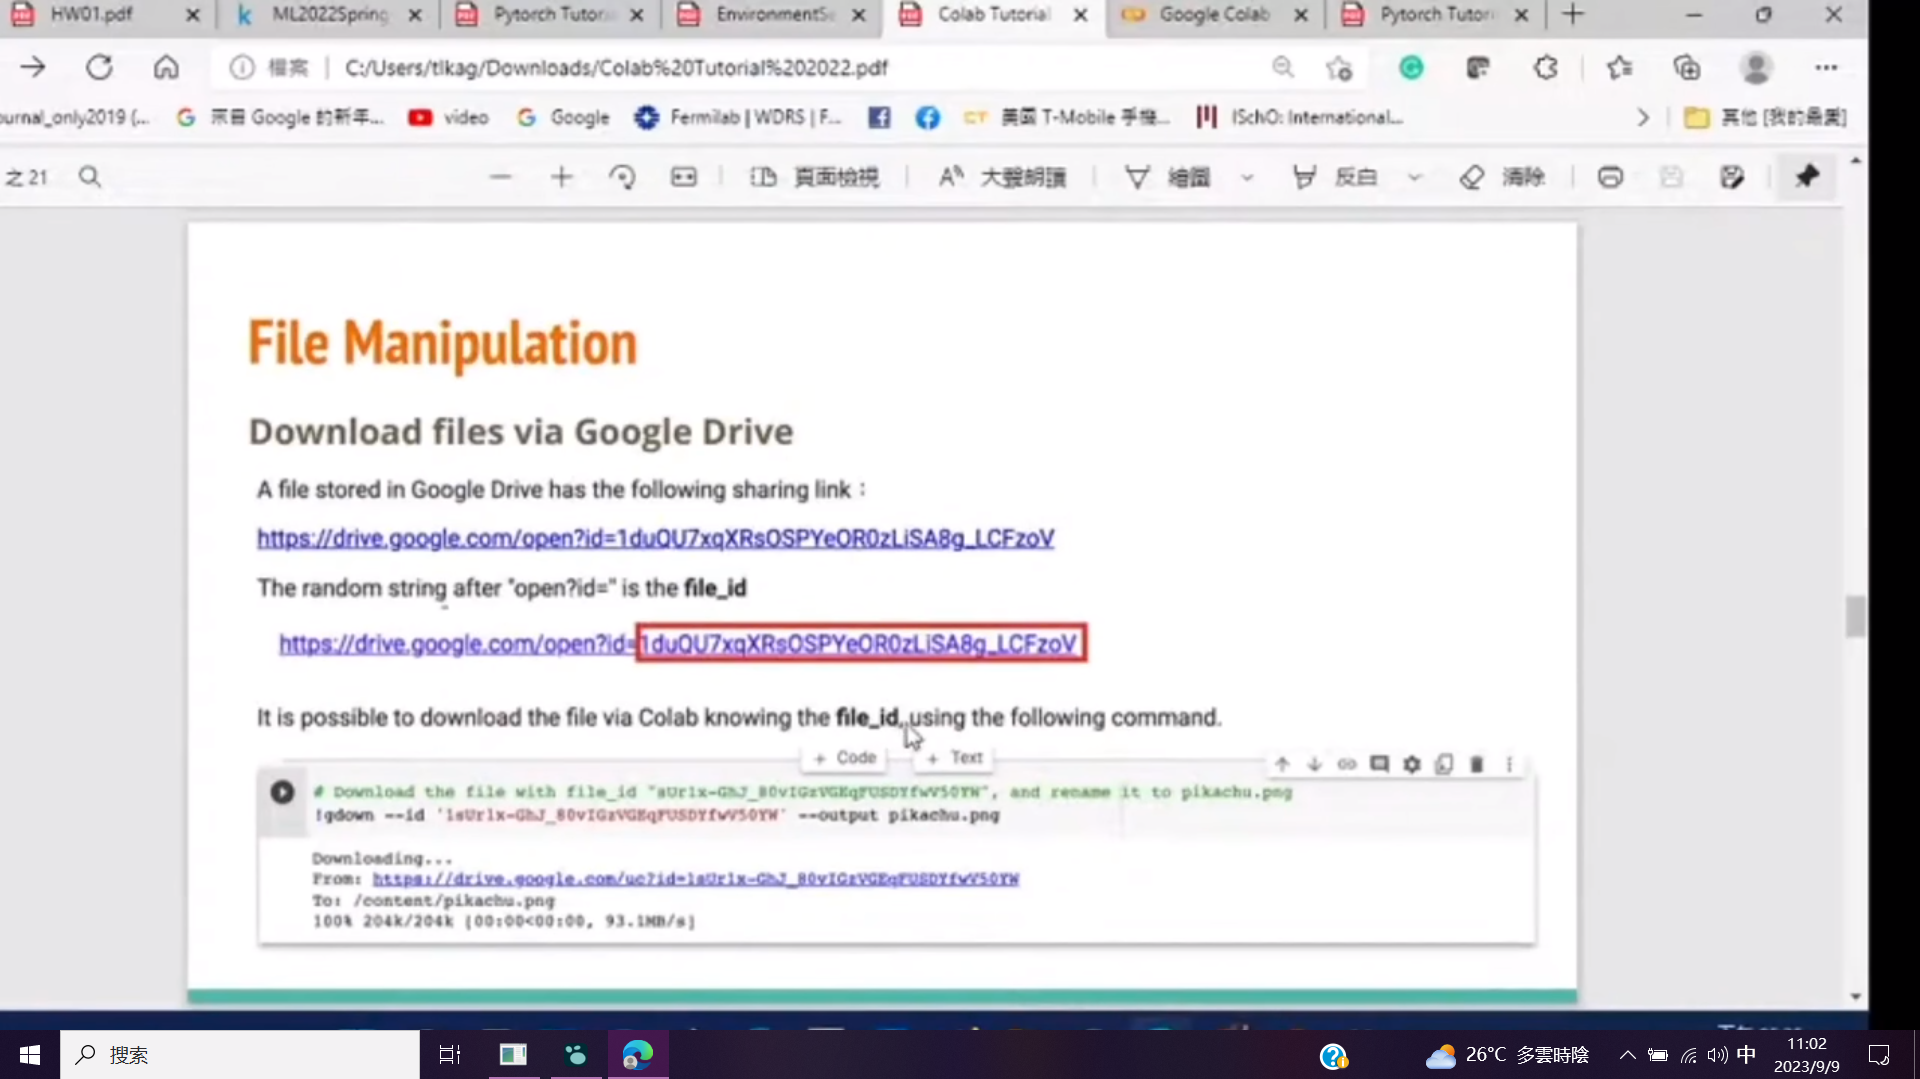 HW01.pdf
ML2022Spring
Pytorch Tutori
EnvironmentSe
Colab Tutorial
Google Colab
Pytorch Tutori
檔案 | C:/Users/tlkag/Downloads/Colab%20Tutorial%202022.pdf
ournal_only2019 (...
來自 Google 的新年...
video
Google
Fermilab | WDRS | F...
美國 T-Mobile 手機...
ISchO: International...
其他 [我的最愛]
之 21
頁面檢視
大聲朗讀
繪圖
反白
清除
File Manipulation
Download files via Google Drive
A file stored in Google Drive has the following sharing link：
https://drive.google.com/open?id=1duQU7xqXRsOSPYeOR0zLiSA8g_LCFzoV
The random string after "open?id=" is the file_id
https://drive.google.com/open?id=1duQU7xqXRsOSPYeOR0zLiSA8g_LCFzoV
It is possible to download the file via Colab knowing the file_id, using the following command.
+ Code
+ Text
# Download the file with file_id "sUr1x-GhJ_80vIGzVGEqFUSDYfwV50YW", and rename it to pikachu.png
!gdown --id '1sUr1x-GhJ_80vIGzVGEqFUSDYfwV50YW' --output pikachu.png
Downloading...
From: https://drive.google.com/uc?id=1sUr1x-GhJ_80vIGzVGEqFUSDYfwV50YW
To: /content/pikachu.png
100% 204k/204k [00:00<00:00, 93.1MB/s]
搜索
26°C 多雲時陰
中
11:02
2023/9/9